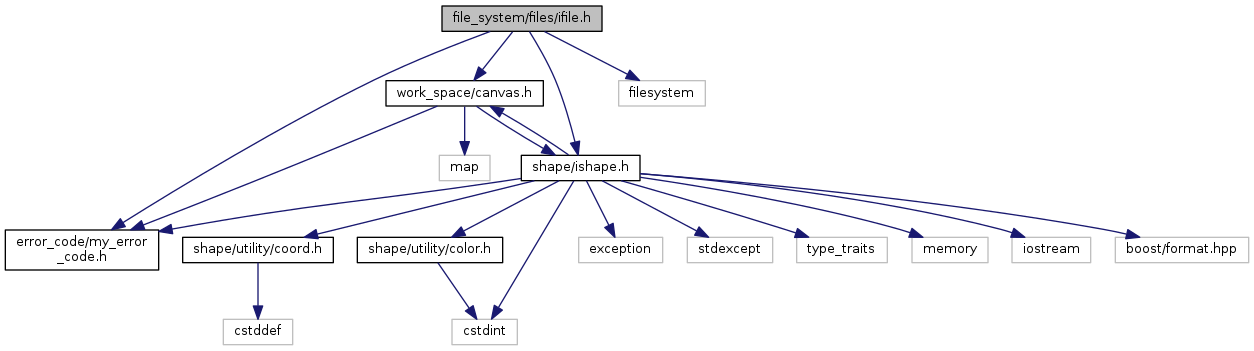 file_system/files/ifile.h
work_space/canvas.h
filesystem
map
shape/ishape.h
error_code/my_error
_code.h
shape/utility/coord.h
shape/utility/color.h
exception
stdexcept
type_traits
memory
iostream
boost/format.hpp
cstddef
cstdint